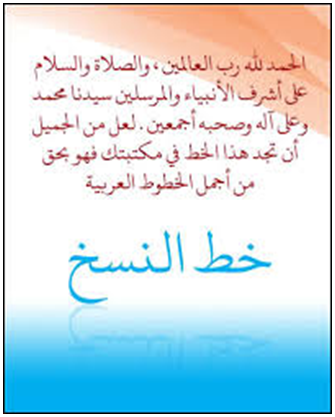 الحمد لله رب العالمين ، والصلاة والسلام
على أشرف الأنبياء والمرسلين سيدنا محمد
وعلى آله وصحبه أجمعين . لعل من الجميل
أن تجد هذا الخط في مكتبتك فهو بحق
من أجمل الخطوط العربية
خط النسخ